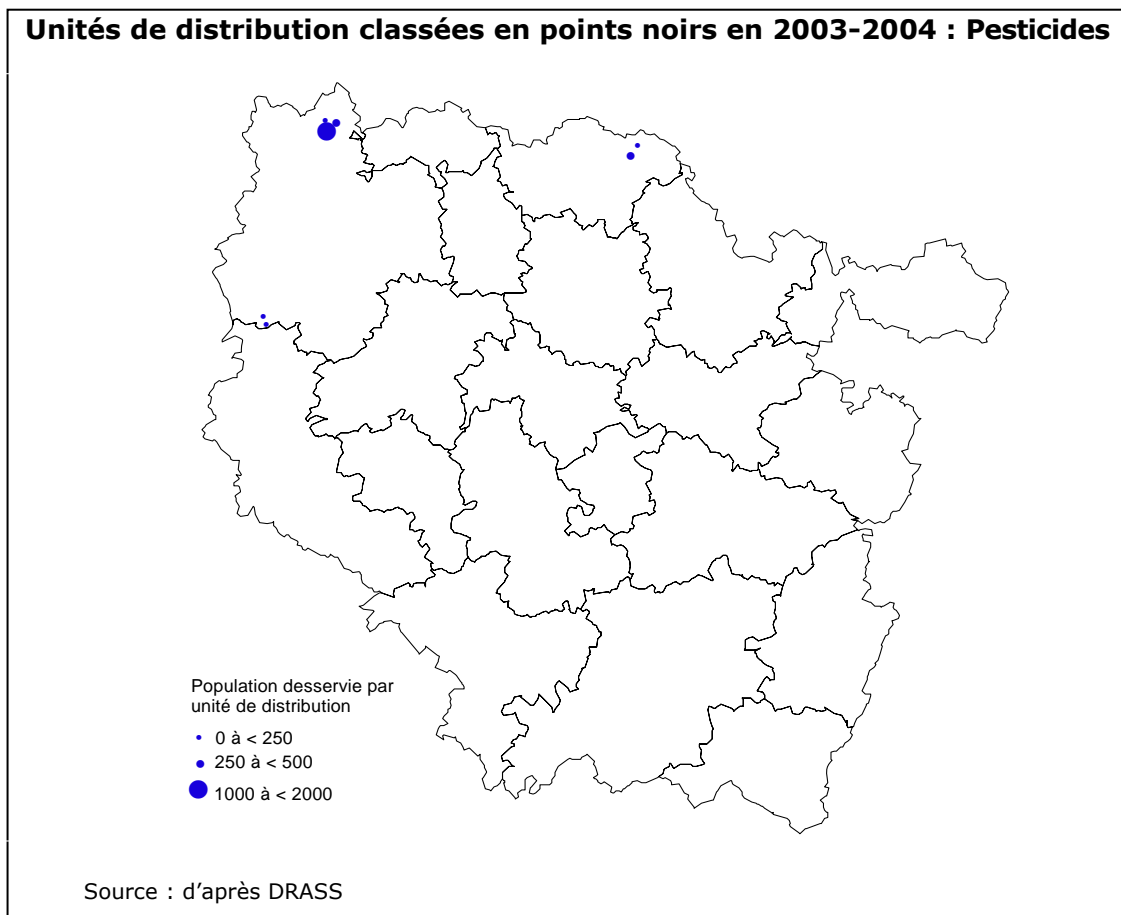 Unités de distribution classées en points noirs en 2003-2004 : Pesticides
Population desservie par
unité de distribution
0 à < 250
250 à < 500
1000 à < 2000
Source : d'après DRASS